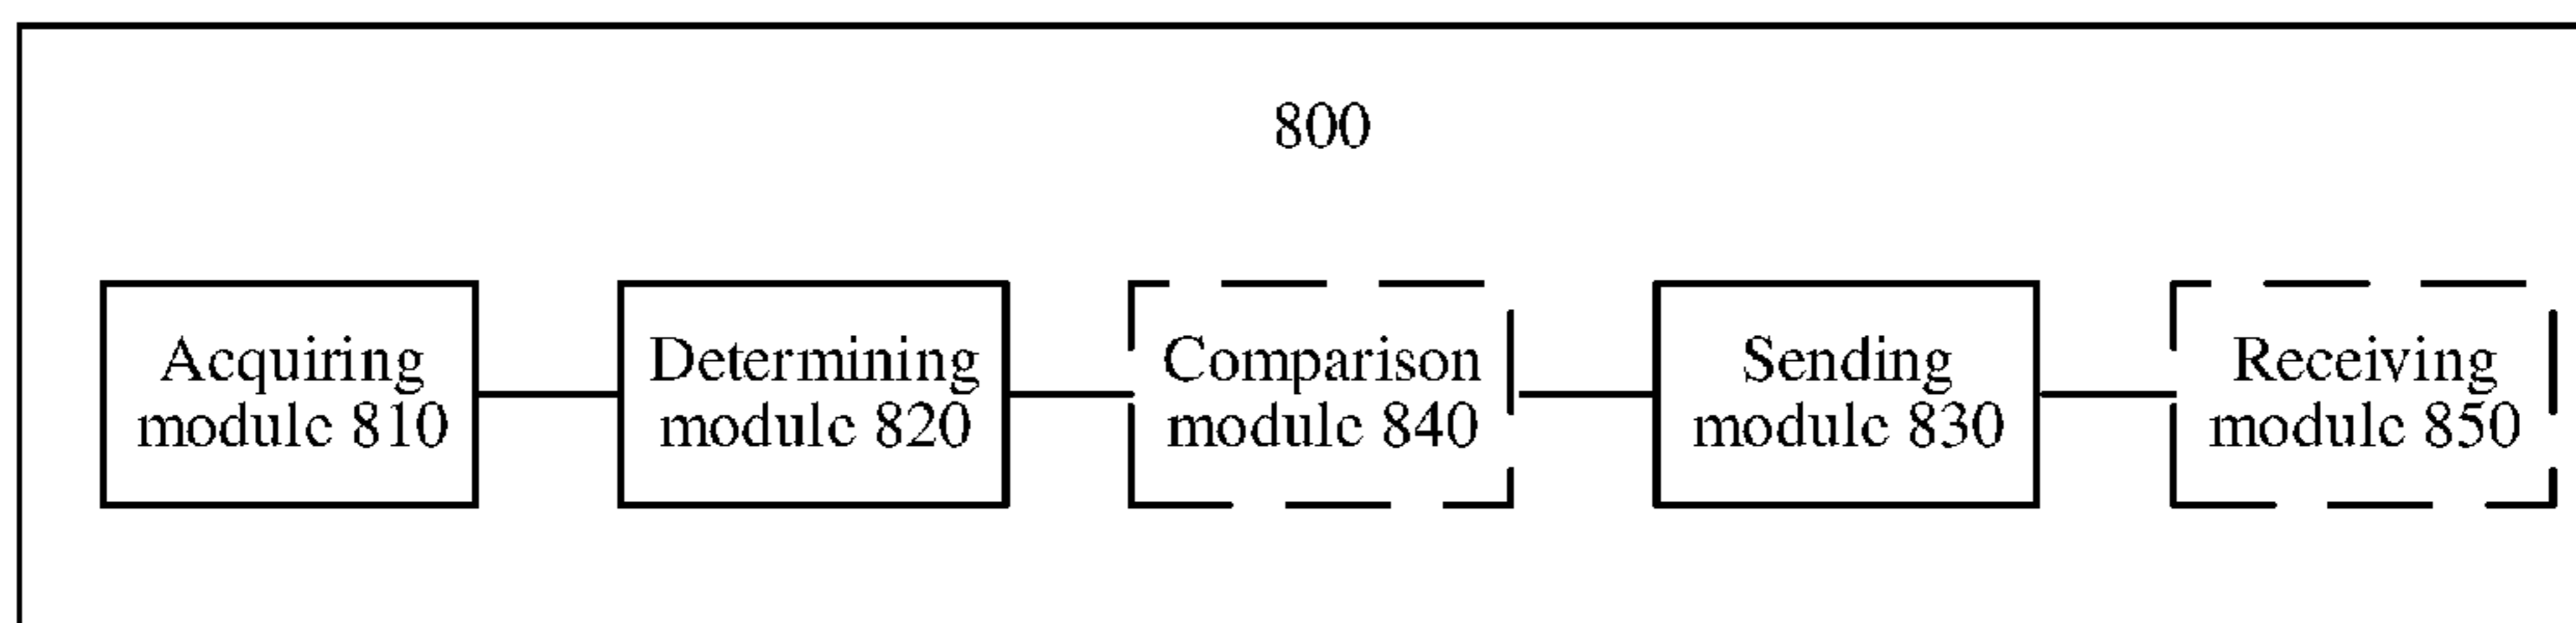 800
Acquiring
module 810
Determining
module 820
Comparison
module 840
Sending
module 830
Receiving
module 850